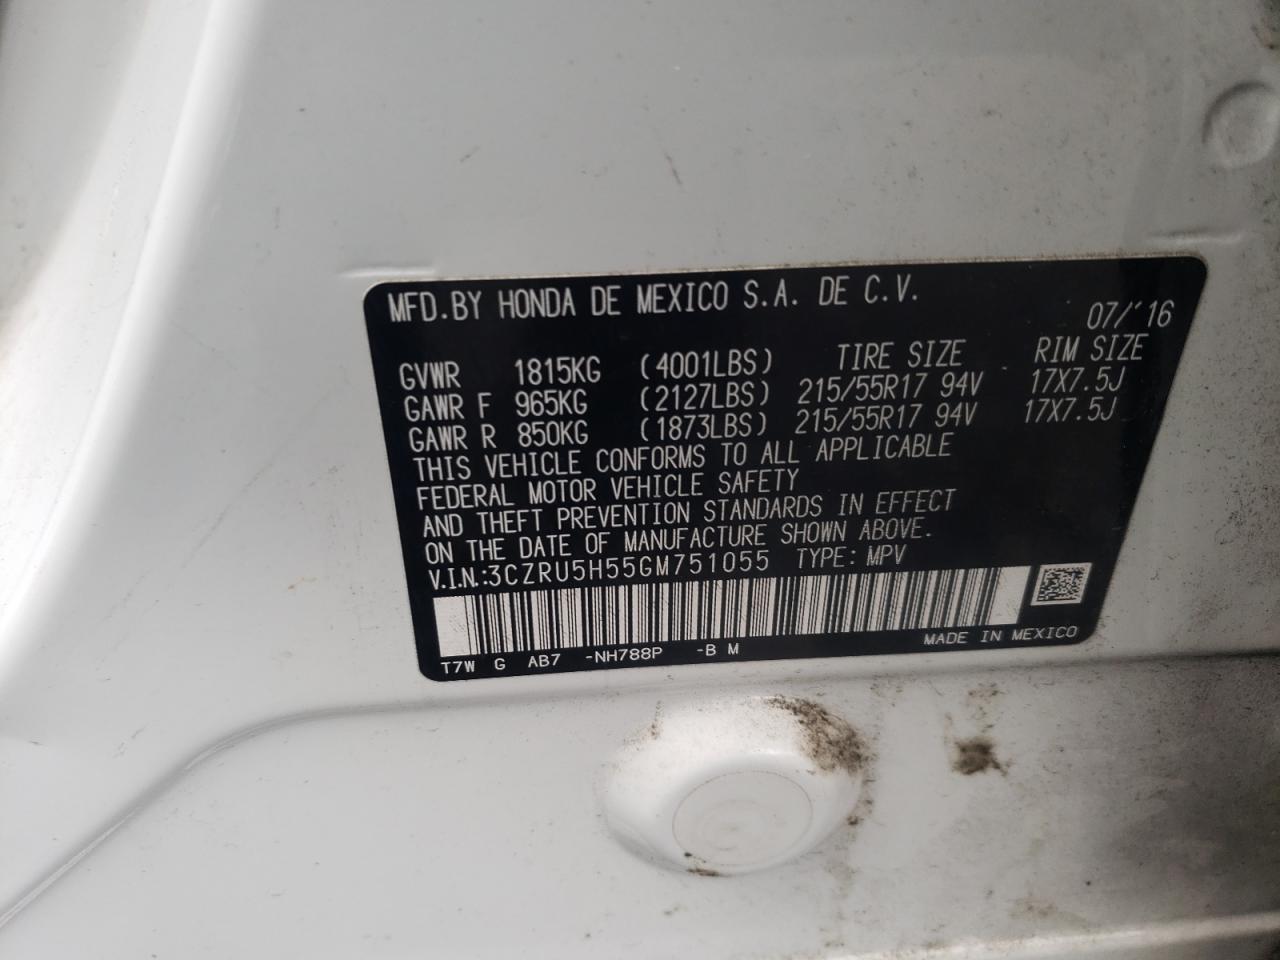 MFD.BY HONDA DE MEXICO S.A. DE C.V.
07/'16
GVWR 1815KG (4001LBS) TIRE SIZE RIM SIZE
GAWR F 965KG (2127LBS) 215/55R17 94V 17X7.5J
GAWR R 850KG (1873LBS) 215/55R17 94V 17X7.5J
THIS VEHICLE CONFORMS TO ALL APPLICABLE
FEDERAL MOTOR VEHICLE SAFETY
AND THEFT PREVENTION STANDARDS IN EFFECT
ON THE DATE OF MANUFACTURE SHOWN ABOVE.
V.I.N.:3CZRU5H55GM751055 TYPE: MPV
T7W G AB7 -NH788P -B M MADE IN MEXICO